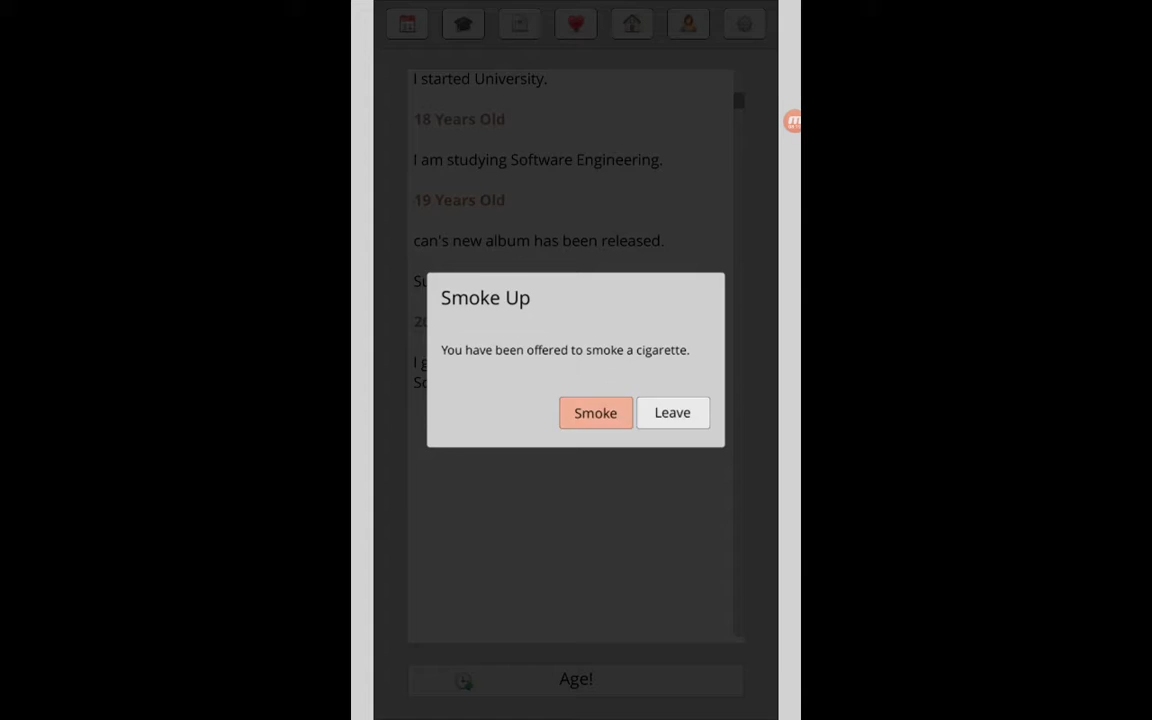 I started University.
18 Years Old
I am studying Software Engineering.
19 Years Old
can's new album has been released.
Smoke Up
You have been offered to smoke a cigarette.
Smoke
Leave
Age!